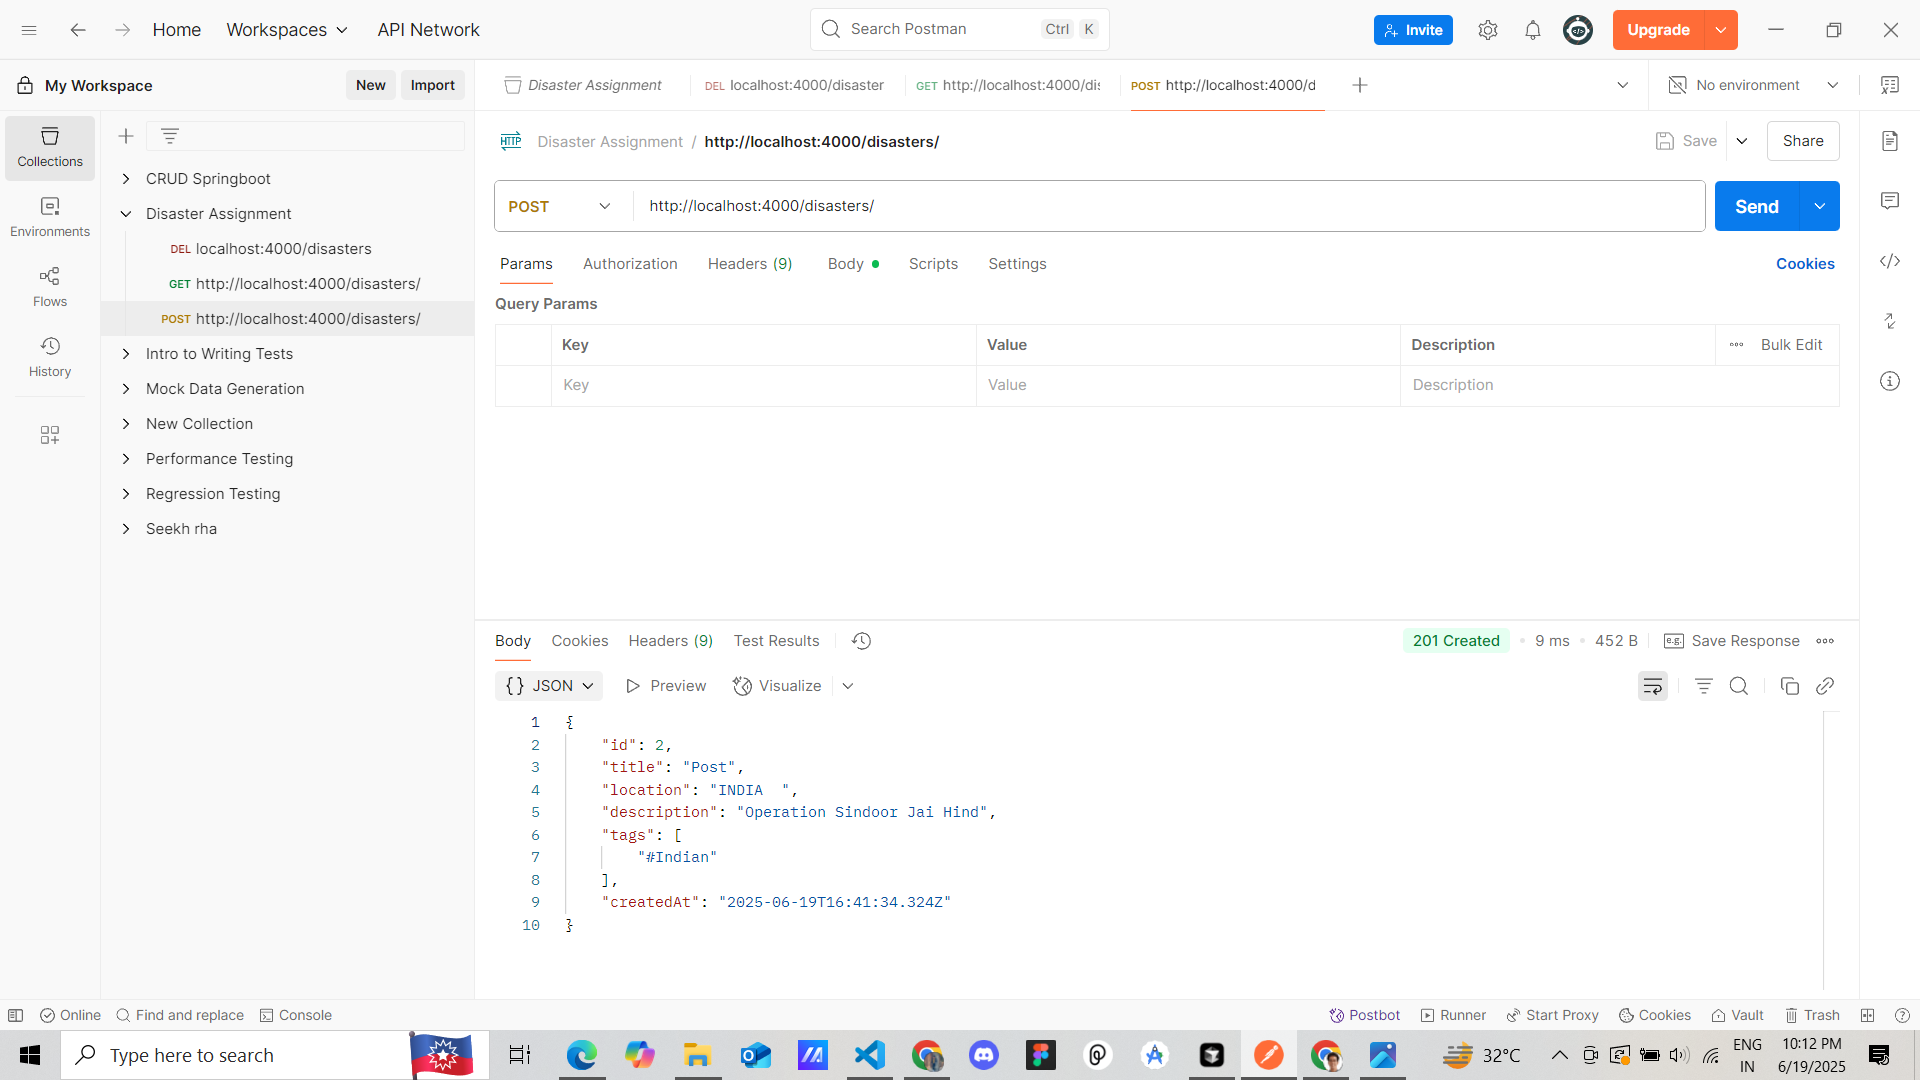 Home Workspaces API Network Search Postman Ctrl K Invite Upgrade
My Workspace New Import Disaster Assignment DEL localhost:4000/disaster GET http://localhost:4000/dis POST http://localhost:4000/d No environment
HTTP Disaster Assignment / http://localhost:4000/disasters/ Save Share
Collections
Environments
Flows
History
CRUD Springboot
Disaster Assignment
DEL localhost:4000/disasters
GET http://localhost:4000/disasters/
POST http://localhost:4000/disasters/
Intro to Writing Tests
Mock Data Generation
New Collection
Performance Testing
Regression Testing
Seekh rha
POST http://localhost:4000/disasters/ Send
Params Authorization Headers (9) Body Scripts Settings Cookies
Query Params
Key Value Description Bulk Edit
Key Value Description
Body Cookies Headers (9) Test Results 201 Created 9 ms 452 B e.g. Save Response
{} JSON Preview Visualize
1 {
2 "id": 2,
3 "title": "Post",
4 "location": "INDIA  ",
5 "description": "Operation Sindoor Jai Hind",
6 "tags": [
7 "#Indian"
8 ],
9 "createdAt": "2025-06-19T16:41:34.324Z"
10 }
Online Find and replace Console Postbot Runner Start Proxy Cookies Vault Trash
Type here to search 32°C ENG 10:12 PM
IN 6/19/2025